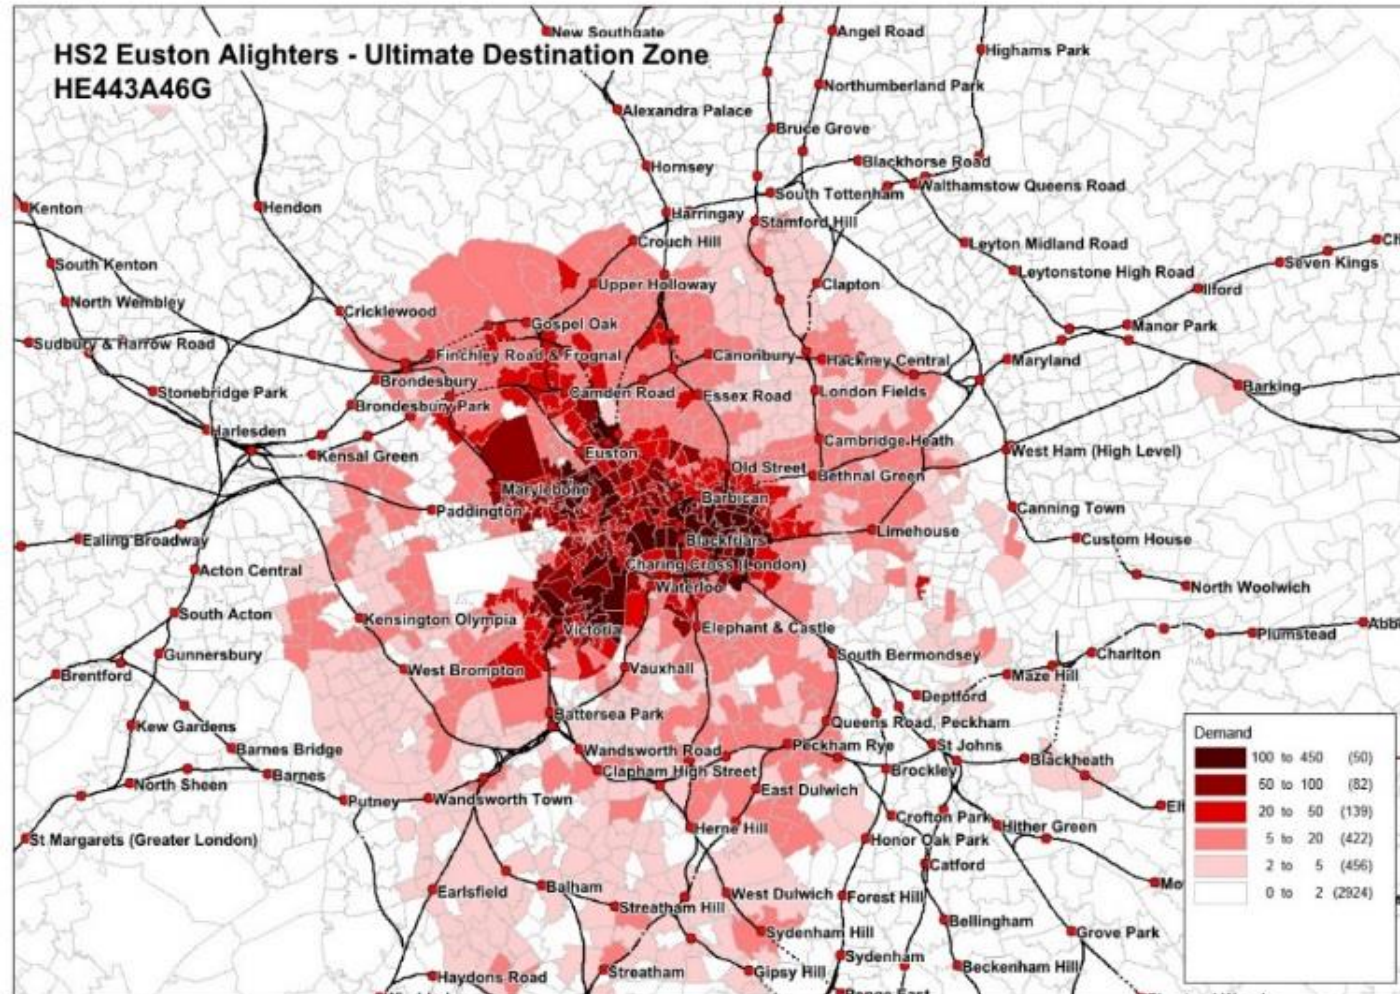 HS2 Euston Alighters - Ultimate Destination Zone
HE443A46G
New Southgate
Angel Road
Highams Park
Northumberland Park
Alexandra Palace
Bruce Grove
Hornsey
Blackhorse Road
South Tottenham
Walthamstow Queens Road
Kenton
Hendon
Harringay
Stamford Hill
Crouch Hill
Leyton Midland Road
South Kenton
Seven Kings
Leytonstone High Road
Upper Holloway
Clapton
Ilford
North Wembley
Cricklewood
Gospel Oak
Manor Park
Sudbury & Harrow Road
Finchley Road & Frognal
Canonbury
Hackney Central
Maryland
Brondesbury
Barking
Stonebridge Park
Camden Road
Essex Road
London Fields
Brondesbury Park
Harlesden
Cambridge Heath
Kensal Green
Euston
West Ham (High Level)
Old Street
Bethnal Green
Marylebone
Barbican
Paddington
Canning Town
Limehouse
Ealing Broadway
Blackfriars
Custom House
Charing Cross (London)
Acton Central
Waterloo
North Woolwich
South Acton
Kensington Olympia
Victoria
Elephant & Castle
Plumstead
Abb
Gunnersbury
South Bermondsey
Charlton
Brentford
West Brompton
Vauxhall
Maze Hill
Deptford
Battersea Park
Queens Road, Peckham
Kew Gardens
Barnes Bridge
Wandsworth Road
Peckham Rye
St Johns
Blackheath
Clapham High Street
Brockley
Barnes
North Sheen
East Dulwich
Putney
Wandsworth Town
Crofton Park
Hither Green
Herne Hill
St Margarets (Greater London)
Honor Oak Park
Catford
Earlsfield
Balham
West Dulwich
Forest Hill
Streatham Hill
Bellingham
Sydenham Hill
Grove Park
Sydenham
Haydons Road
Streatham
Gipsy Hill
Beckenham Hill
Demand
100 to 450 (50)
50 to 100 (82)
20 to 50 (139)
5 to 20 (422)
2 to 5 (456)
0 to 2 (2924)